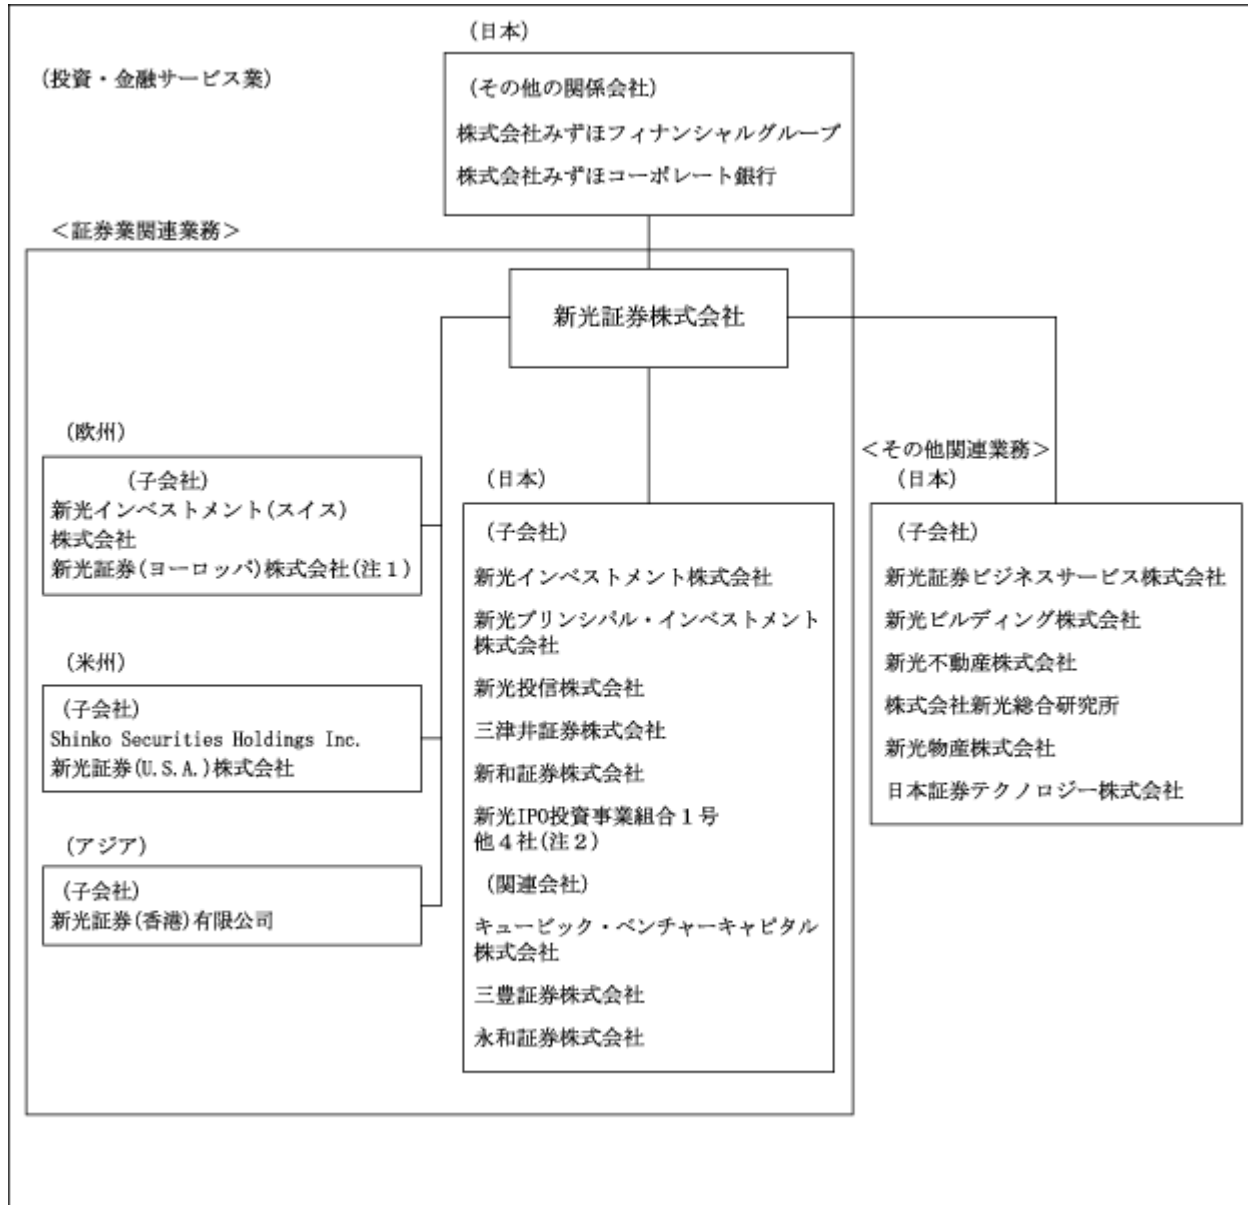 (日本)
(投資・金融サービス業)
(その他の関係会社)
株式会社みずほフィナンシャルグループ
株式会社みずほコーポレート銀行
＜証券業関連業務＞
新光証券株式会社
(欧州)
(子会社)
新光インベストメント(スイス)
株式会社
新光証券(ヨーロッパ)株式会社(注１)
(米州)
(子会社)
Shinko Securities Holdings Inc.
新光証券(U.S.A.)株式会社
(アジア)
(子会社)
新光証券(香港)有限公司
(日本)
(子会社)
新光インベストメント株式会社
新光プリンシパル・インベストメント
株式会社
新光投信株式会社
三津井証券株式会社
新和証券株式会社
新光IPO投資事業組合１号
他４社(注２)
(関連会社)
キュービック・ベンチャーキャピタル
株式会社
三豊証券株式会社
永和証券株式会社
＜その他関連業務＞
(日本)
(子会社)
新光証券ビジネスサービス株式会社
新光ビルディング株式会社
新光不動産株式会社
株式会社新光総合研究所
新光物産株式会社
日本証券テクノロジー株式会社